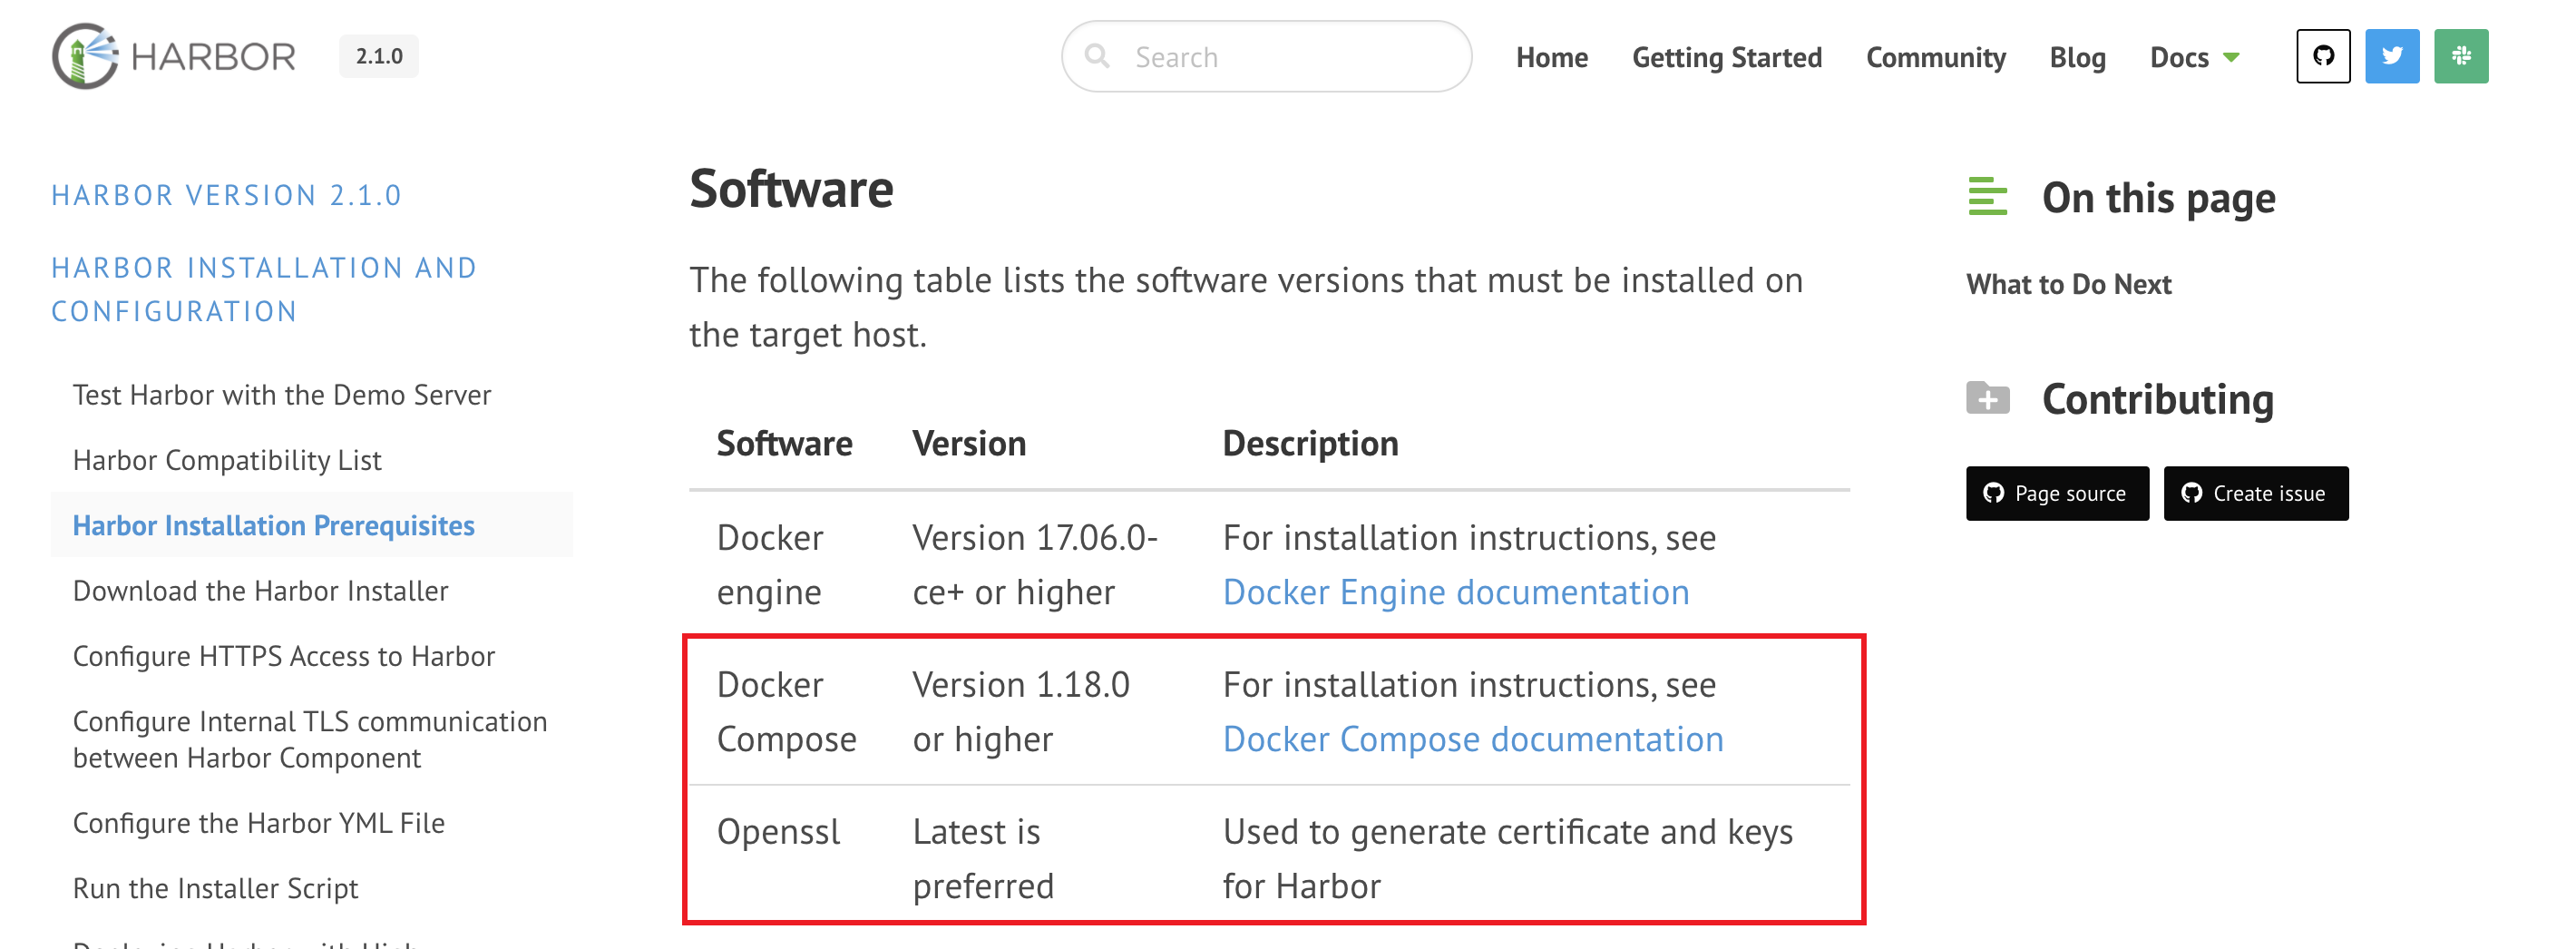 HARBOR 2.1.0
Search
Home Getting Started Community Blog Docs
HARBOR VERSION 2.1.0
HARBOR INSTALLATION AND
CONFIGURATION
Test Harbor with the Demo Server
Harbor Compatibility List
Harbor Installation Prerequisites
Download the Harbor Installer
Configure HTTPS Access to Harbor
Configure Internal TLS communication
between Harbor Component
Configure the Harbor YML File
Run the Installer Script
Software
The following table lists the software versions that must be installed on
the target host.
Software Version Description
Docker Version 17.06.0- For installation instructions, see
engine ce+ or higher Docker Engine documentation
Docker Version 1.18.0 For installation instructions, see
Compose or higher Docker Compose documentation
Openssl Latest is Used to generate certificate and keys
preferred for Harbor
On this page
What to Do Next
Contributing
Page source Create issue